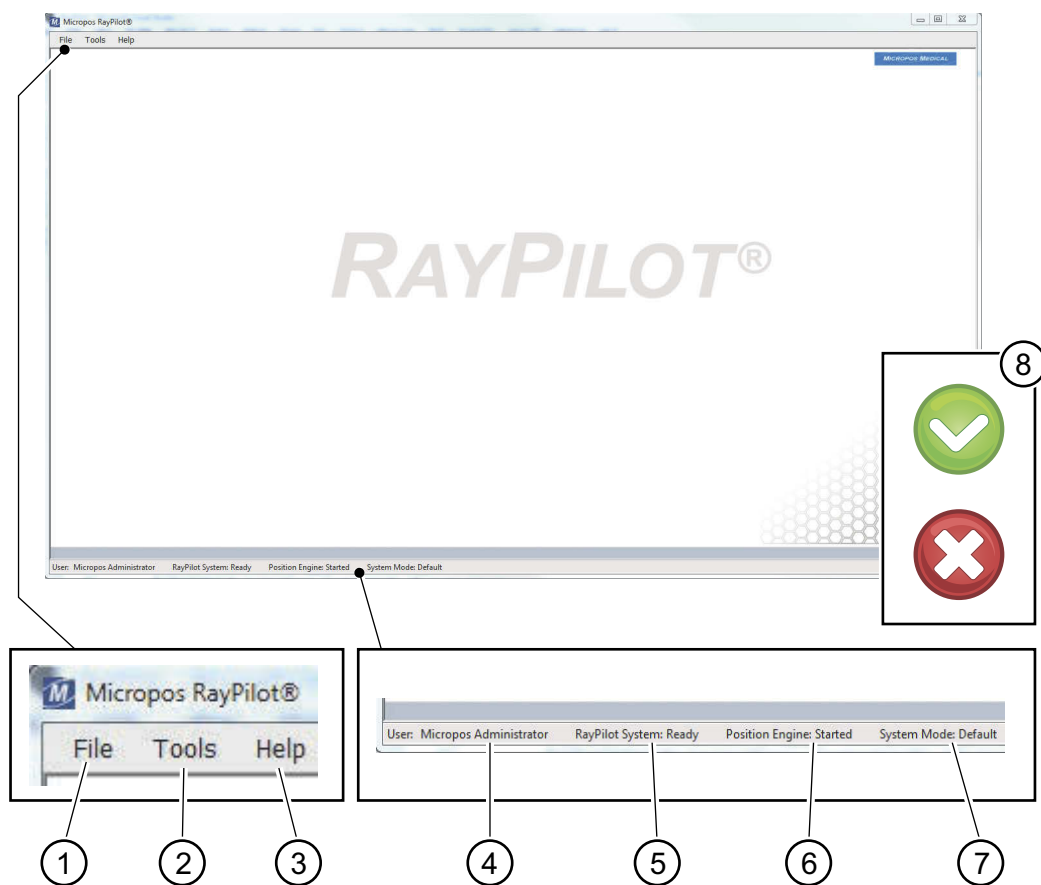 Micropos RayPilot®
File Tools Help
MICROPOS MEDICAL
RAYPILOT®
8
User: Micropos Administrator RayPilot System: Ready Position Engine: Started System Mode: Default
Micropos RayPilot®
File Tools Help
User: Micropos Administrator RayPilot System: Ready Position Engine: Started System Mode: Default
1 2 3 4 5 6 7